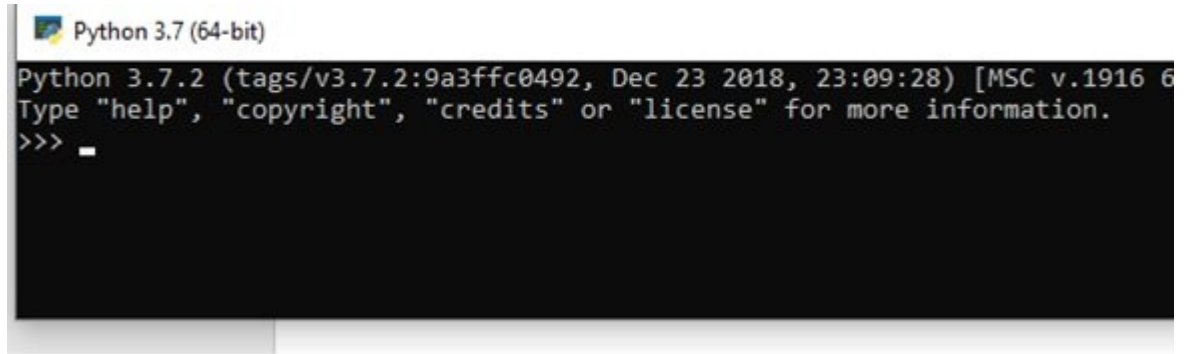 Python 3.7 (64-bit)
Python 3.7.2 (tags/v3.7.2:9a3ffc0492, Dec 23 2018, 23:09:28) [MSC v.1916 6
Type "help", "copyright", "credits" or "license" for more information.
>>>